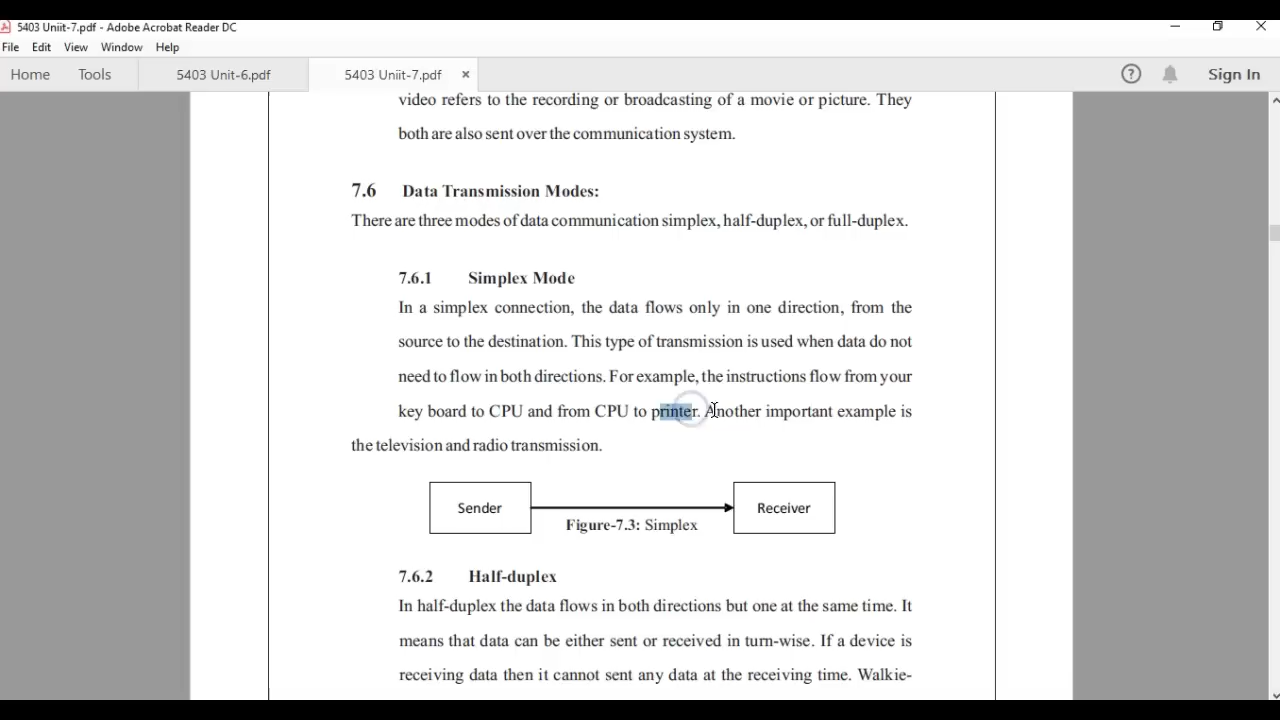 5403 Uniit-7.pdf - Adobe Acrobat Reader DC
File Edit View Window Help
Home Tools 5403 Unit-6.pdf 5403 Uniit-7.pdf × ? Sign In
video refers to the recording or broadcasting of a movie or picture. They
both are also sent over the communication system.
7.6 Data Transmission Modes:
There are three modes of data communication simplex, half-duplex, or full-duplex.
7.6.1 Simplex Mode
In a simplex connection, the data flows only in one direction, from the
source to the destination. This type of transmission is used when data do not
need to flow in both directions. For example, the instructions flow from your
key board to CPU and from CPU to printer. Another important example is
the television and radio transmission.
Sender Receiver
Figure-7.3: Simplex
7.6.2 Half-duplex
In half-duplex the data flows in both directions but one at the same time. It
means that data can be either sent or received in turn-wise. If a device is
receiving data then it cannot sent any data at the receiving time. Walkie-